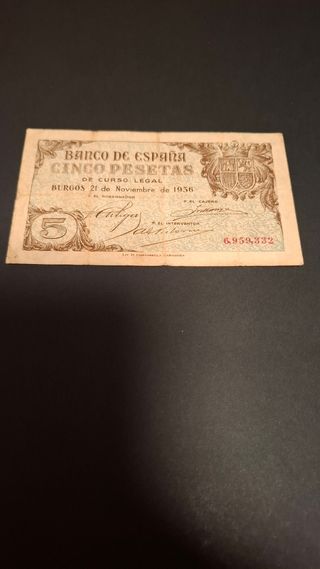 BANCO DE ESPAÑA
CINCO PESETAS
DE CURSO LEGAL
BURGOS 21 de Noviembre de 1936
EL GOBERNADOR
P. EL CAJERO
P. EL INTERVENTOR
5
6.959,332